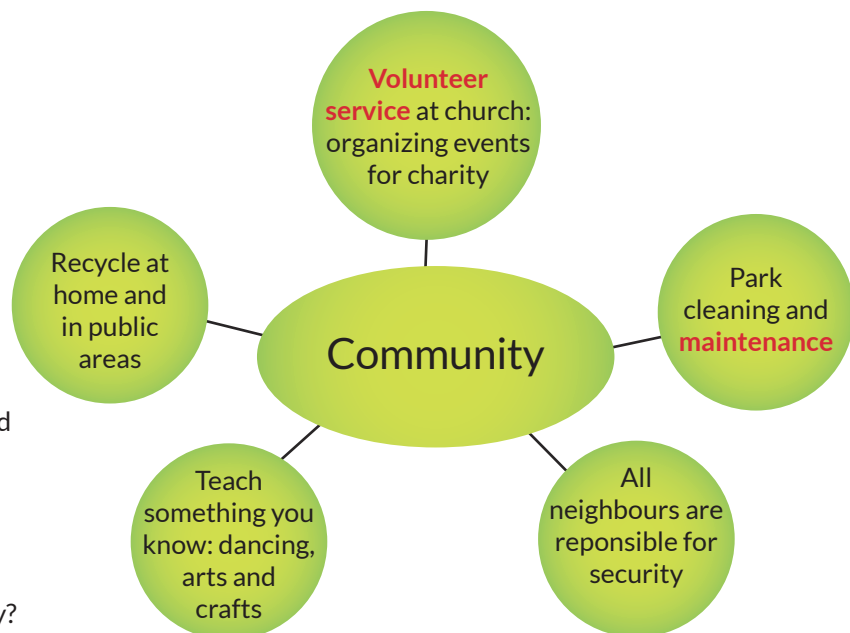 Volunteer
service at church:
organizing events
for charity
Recycle at
home and
in public
areas
Park
cleaning and
maintenance
Community
Teach
something you
know: dancing,
arts and
crafts
All
neighbours are
reponsible for
security